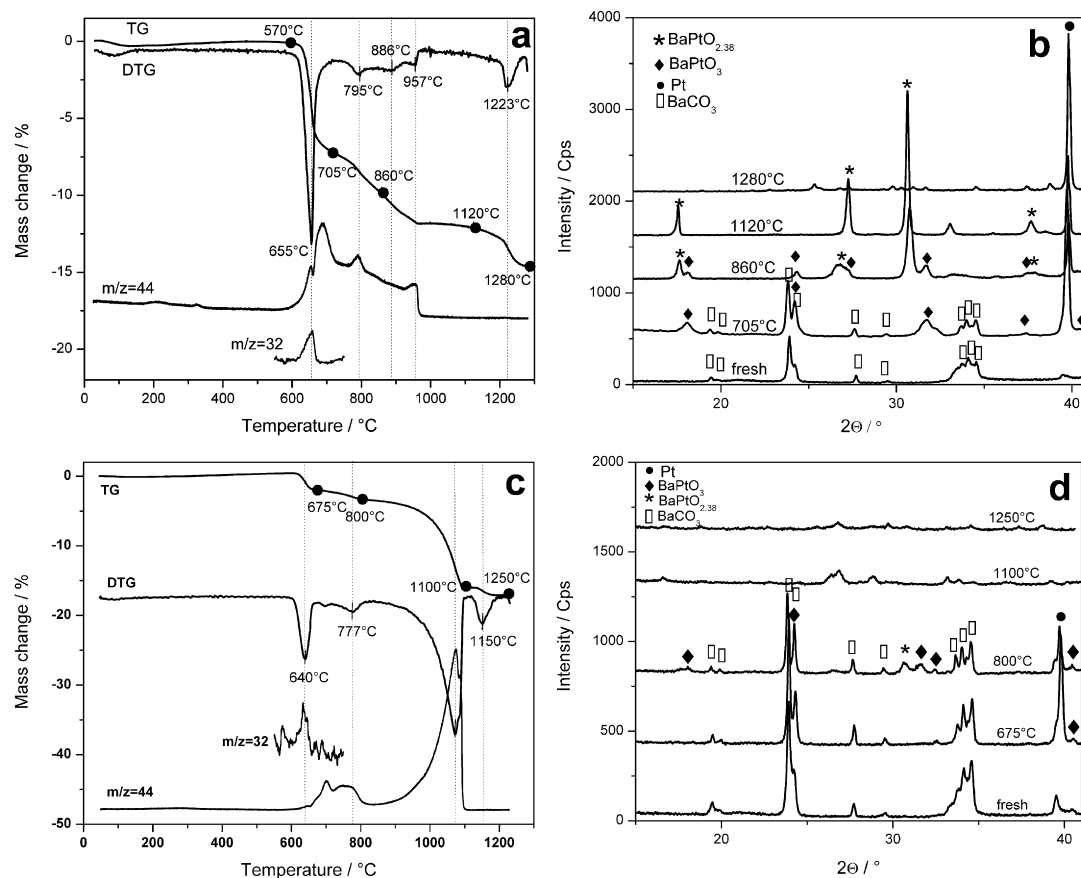 a
TG
DTG
570°C
795°C
886°C
957°C
1223°C
705°C
860°C
1120°C
1280°C
655°C
m/z=44
m/z=32
0
-5
-10
-15
-20
Mass change / %
0 200 400 600 800 1000 1200
Temperature / °C
b
* BaPtO2.38
♦ BaPtO3
● Pt
▯ BaCO3
1280°C
1120°C
860°C
705°C
fresh
4000
3000
2000
1000
0
Intensity / Cps
20 30 40
2Θ / °
c
TG
DTG
675°C
800°C
1100°C
1250°C
777°C
1150°C
640°C
m/z=32
m/z=44
0
-10
-20
-30
-40
-50
Mass change / %
0 200 400 600 800 1000 1200
Temperature / °C
d
● Pt
♦ BaPtO3
* BaPtO2.38
▯ BaCO3
1250°C
1100°C
800°C
675°C
fresh
2000
1500
1000
500
0
Intensity / Cps
20 30 40
2Θ / °